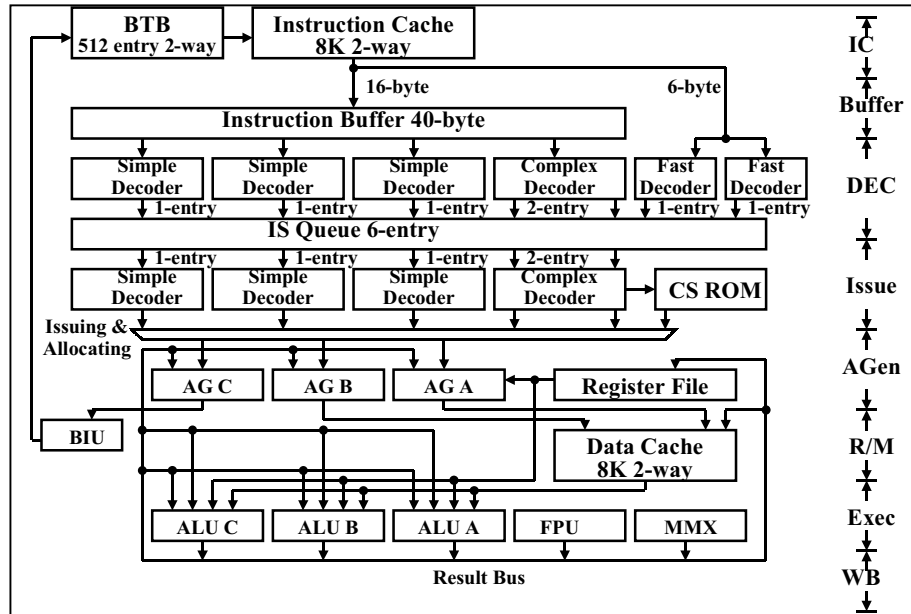 BTB
512 entry 2-way
Instruction Cache
8K 2-way
IC
16-byte
6-byte
Buffer
Instruction Buffer 40-byte
Simple
Decoder
Simple
Decoder
Simple
Decoder
Complex
Decoder
Fast
Decoder
Fast
Decoder
DEC
1-entry
1-entry
1-entry
2-entry
1-entry
1-entry
IS Queue 6-entry
1-entry
1-entry
1-entry
2-entry
Simple
Decoder
Simple
Decoder
Simple
Decoder
Complex
Decoder
CS ROM
Issue
Issuing &
Allocating
AG C
AG B
AG A
Register File
AGen
BIU
Data Cache
8K 2-way
R/M
ALU C
ALU B
ALU A
FPU
MMX
Exec
Result Bus
WB